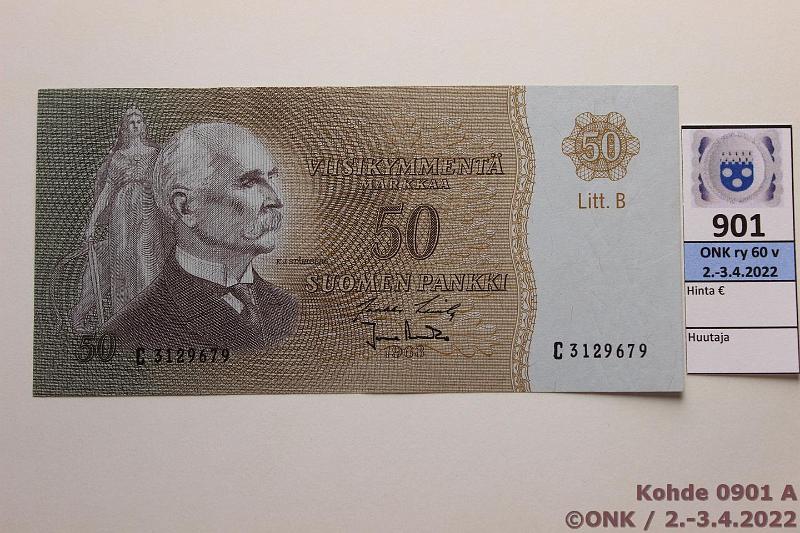 VIISIKYMMENTÄ
MARKKAA
50
SUOMEN PANKKI
1963
50
C 3129679
50
Litt. B
C 3129679
901
ONK ry 60 v
2.-3.4.2022
Hinta €
Huutaja
Kohde 0901 A
©ONK / 2.-3.4.2022